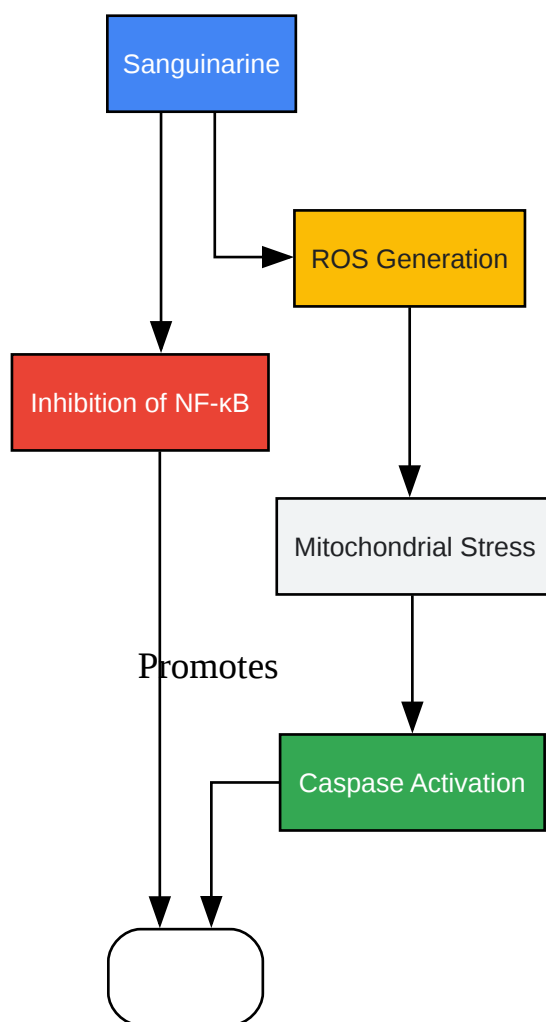 Sanguinarine
ROS Generation
Inhibition of NF-κB
Mitochondrial Stress
Promotes
Caspase Activation